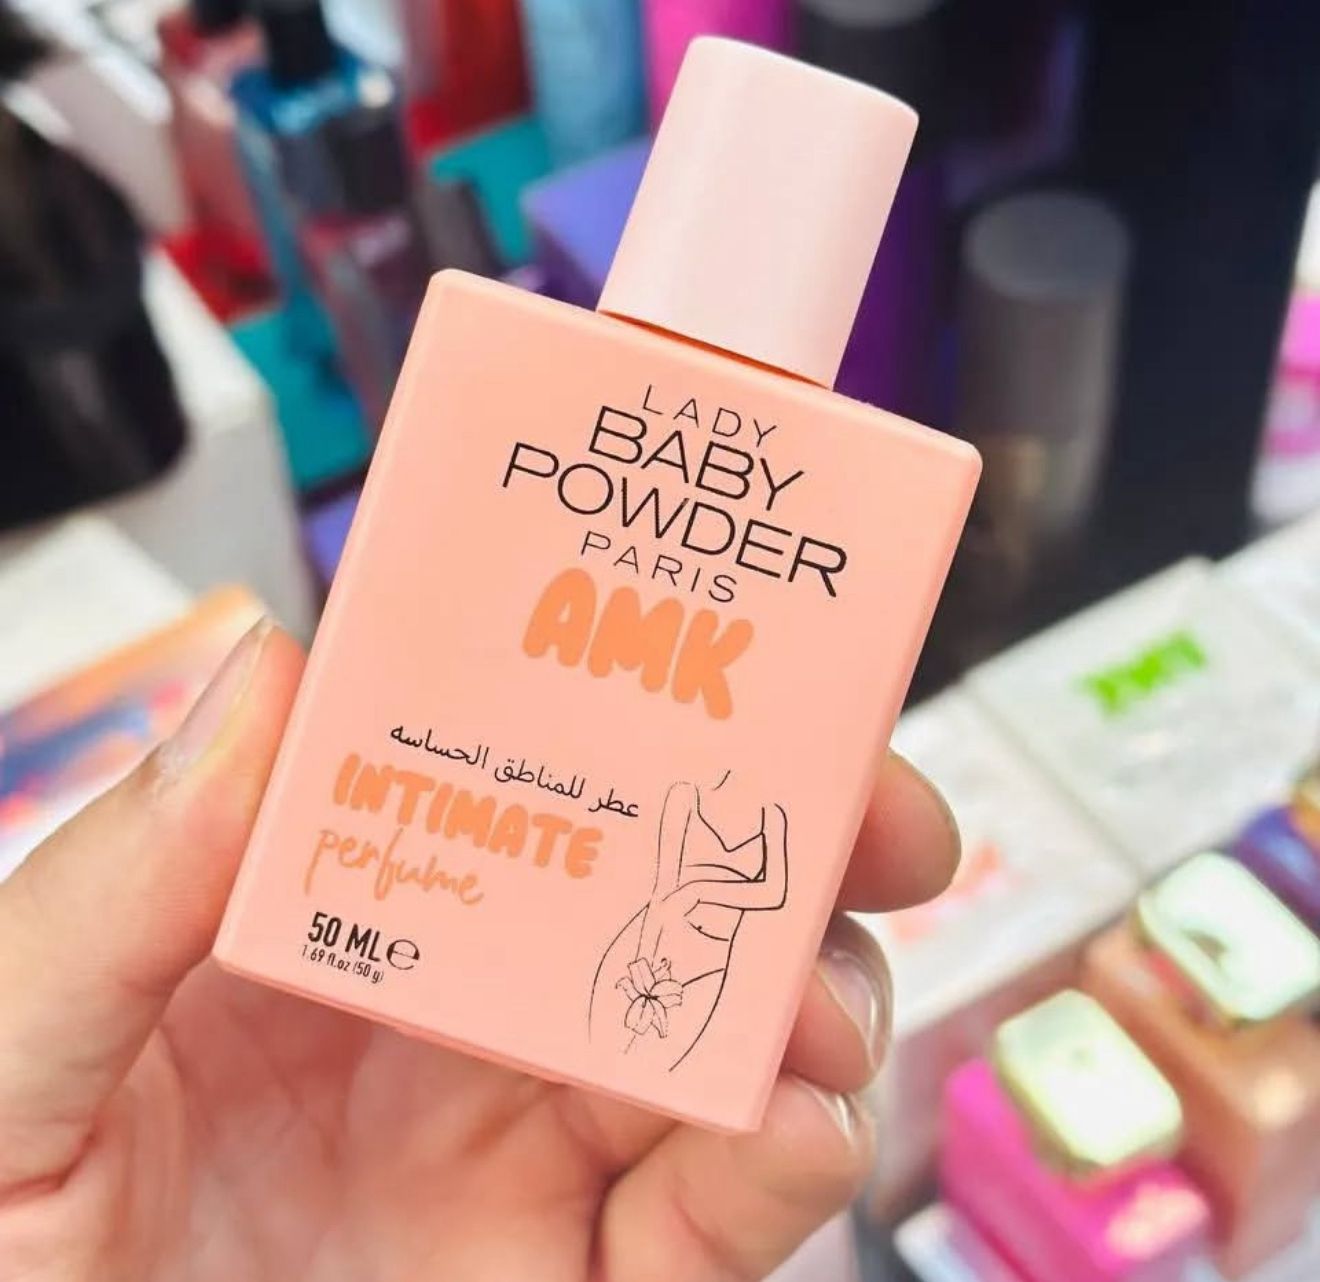 LADY
BABY
POWDER
PARIS
AMK
عطر للمناطق الحساسه
INTIMATE
perfume
50 ML ℮
1.69 fl.oz (50 g)